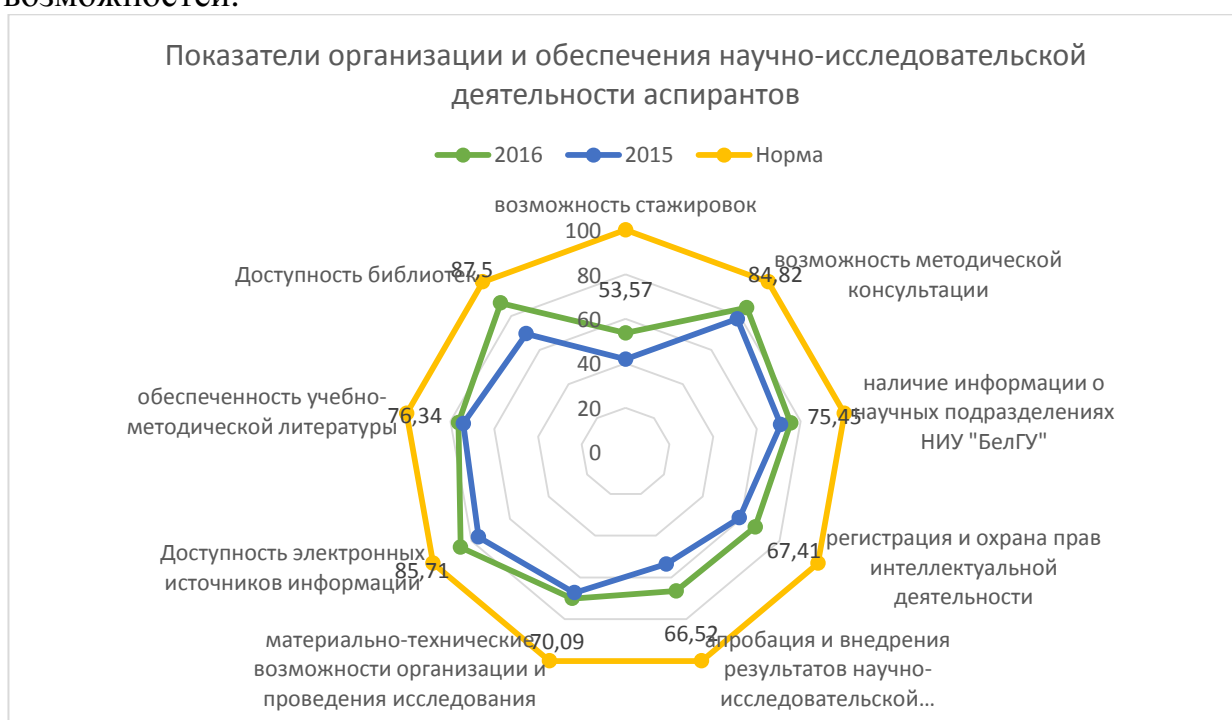 возможностей.
Показатели организации и обеспечения научно-исследовательской
деятельности аспирантов
2016 2015 Норма
возможность стажировок
100
80
60
40
20
0
53,57
84,82
возможность методической
консультации
75,45
наличие информации о
научных подразделениях
НИУ "БелГУ"
67,41
регистрация и охрана прав
интеллектуальной
деятельности
66,52
апробация и внедрения
результатов научно-
исследовательской…
70,09
материально-технические
возможности организации и
проведения исследования
85,71
Доступность электронных
источников информации
76,34
обеспеченность учебно-
методической литературы
87,5
Доступность библиотек